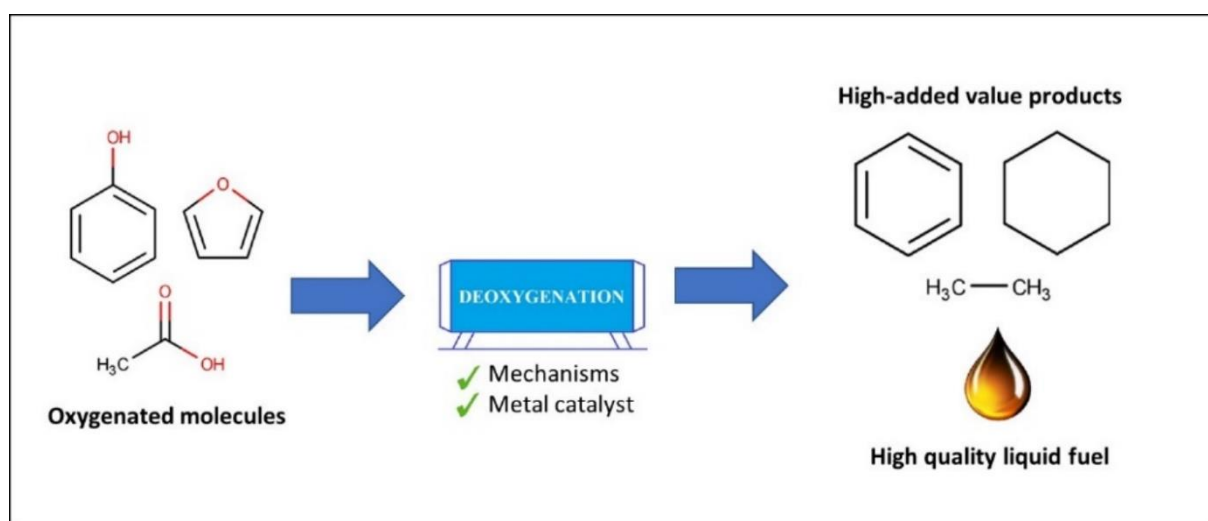 OH
O
O
H₃C
OH
Oxygenated molecules
DEOXYGENATION
✓ Mechanisms
✓ Metal catalyst
High-added value products
H₃C—CH₃
High quality liquid fuel